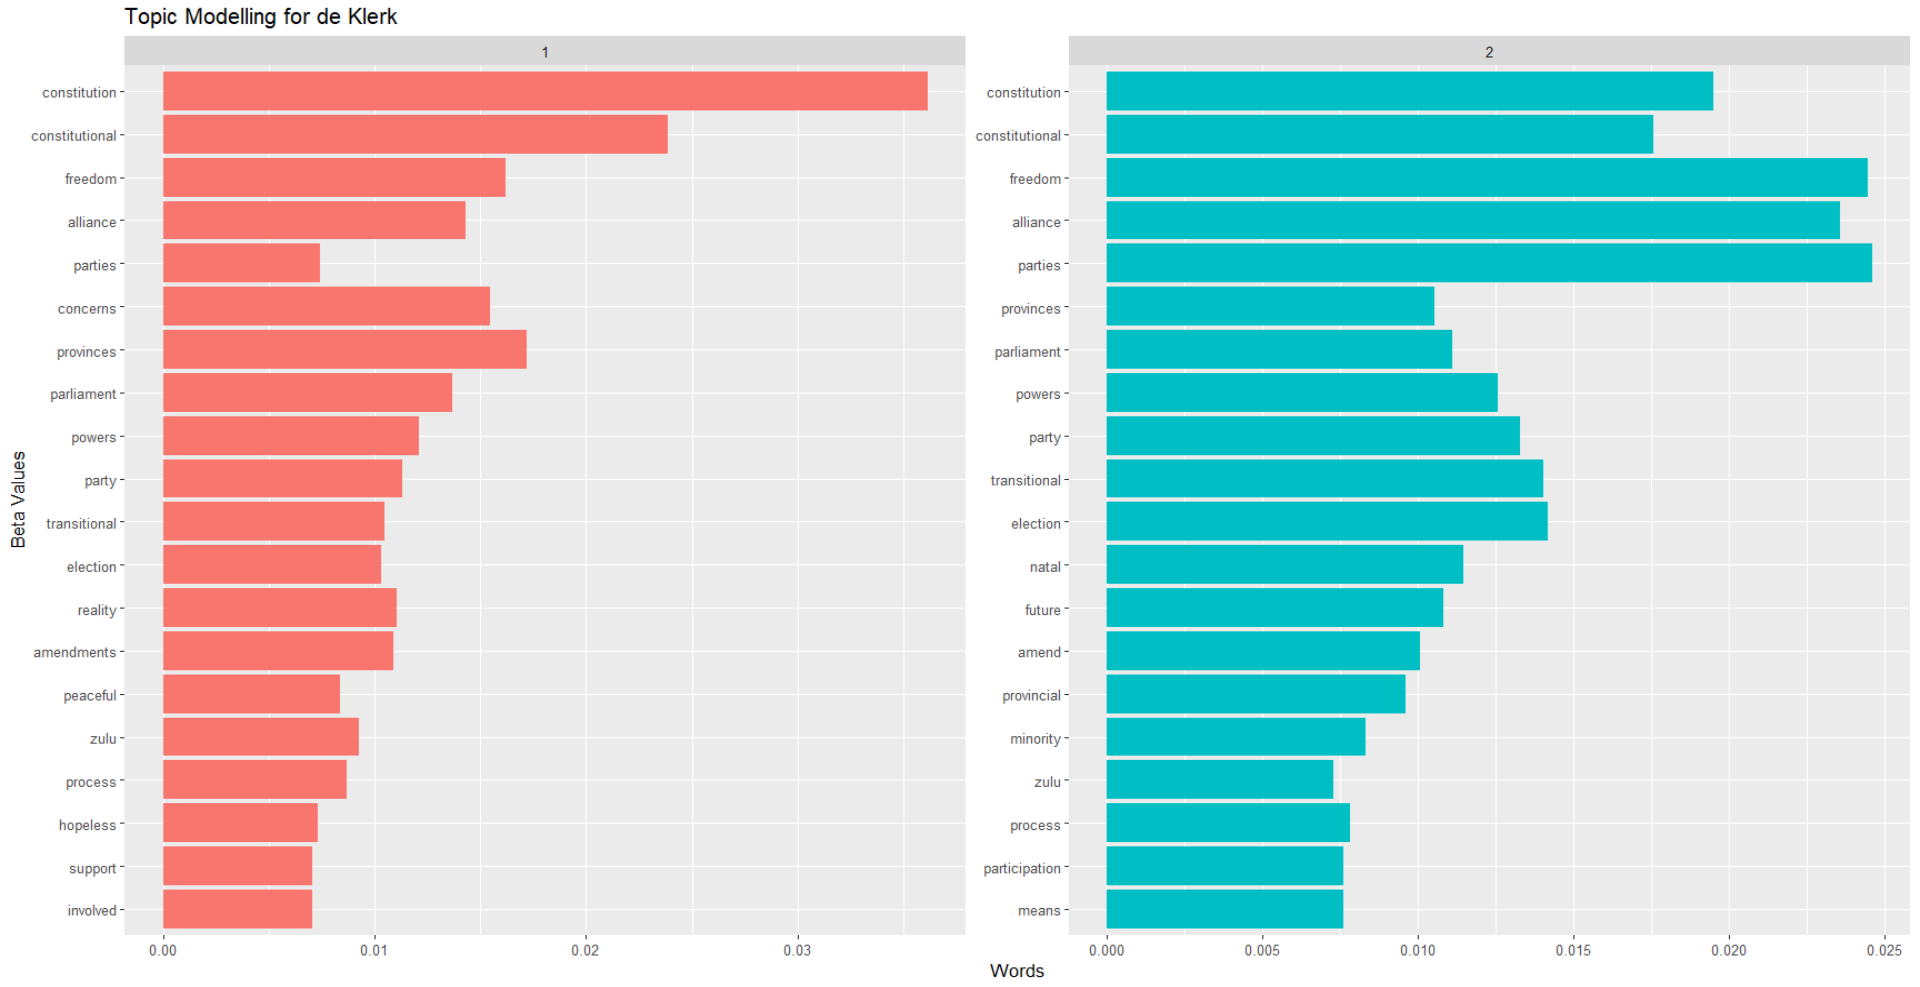 Topic Modelling for de Klerk
1
constitution
constitutional
freedom
alliance
parties
concerns
provinces
parliament
powers
party
transitional
election
reality
amendments
peaceful
zulu
process
hopeless
support
involved
0.00 0.01 0.02 0.03
2
constitution
constitutional
freedom
alliance
parties
provinces
parliament
powers
party
transitional
election
natal
future
amend
provincial
minority
zulu
process
participation
means
0.000 0.005 0.010 0.015 0.020 0.025
Beta Values
Words